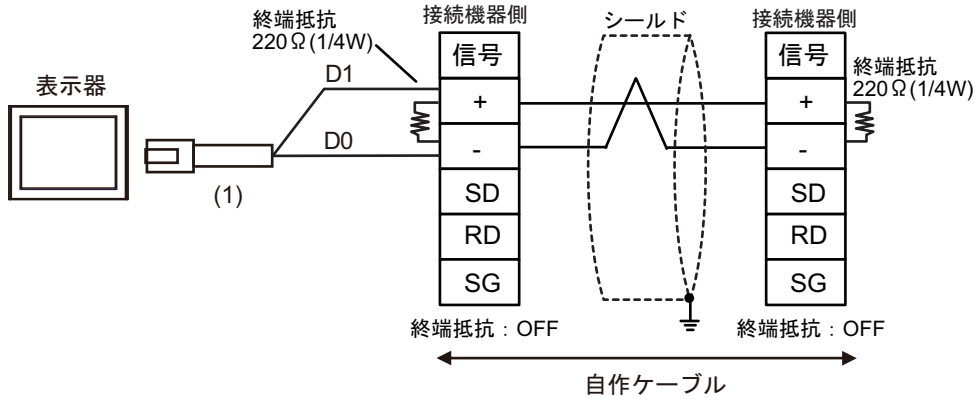 終端抵抗
220Ω(1/4W)
接続機器側
シールド
接続機器側
表示器
D1
D0
(1)
信号
+
-
SD
RD
SG
信号
+
-
SD
RD
SG
終端抵抗
220Ω(1/4W)
終端抵抗：OFF
終端抵抗：OFF
自作ケーブル